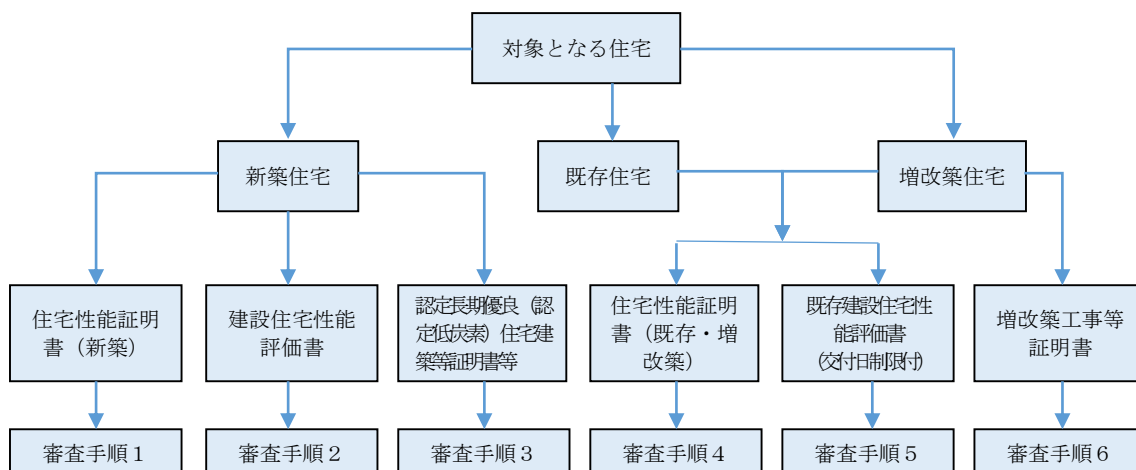 対象となる住宅
新築住宅
既存住宅
増改築住宅
住宅性能証明
書（新築）
建設住宅性能
評価書
認定長期優良（認
定低炭素）住宅建
築等証明書等
住宅性能証明
書（既存・増
改築）
既存建設住宅性
能評価書
（交付日制限付）
増改築工事等
証明書
審査手順１
審査手順２
審査手順３
審査手順４
審査手順５
審査手順６